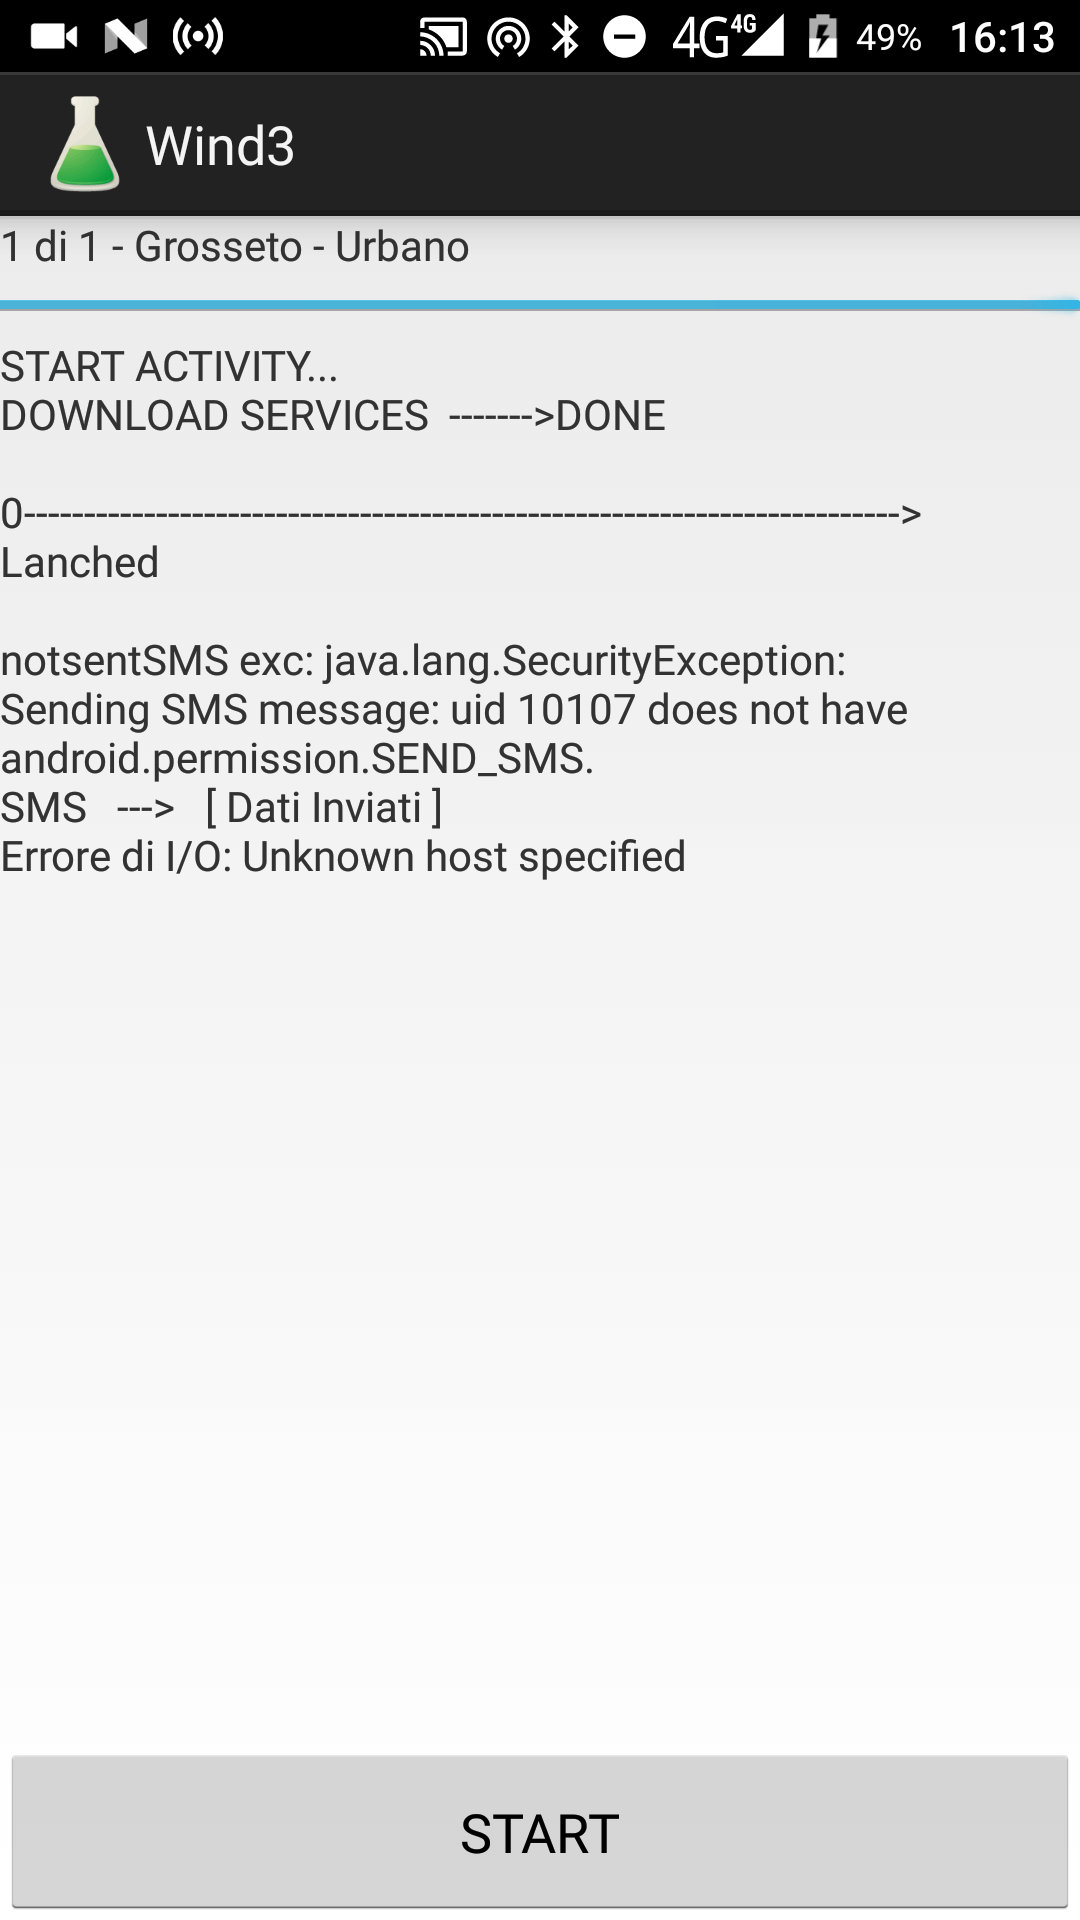 4G 4G 49% 16:13
Wind3
1 di 1 - Grosseto - Urbano
START ACTIVITY...
DOWNLOAD SERVICES ------->DONE
0------------------------------------------------------------------------->
Lanched
notsentSMS exc: java.lang.SecurityException:
Sending SMS message: uid 10107 does not have
android.permission.SEND_SMS.
SMS ---> [ Dati Inviati ]
Errore di I/O: Unknown host specified
START